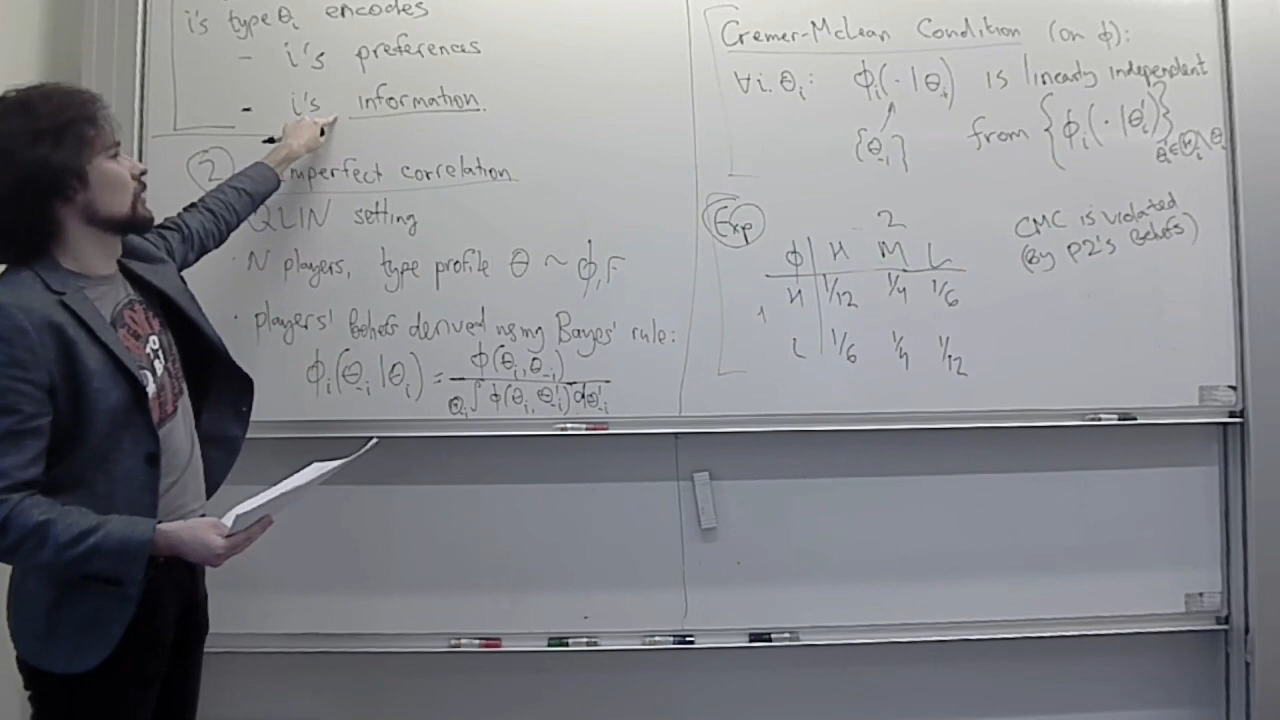 i's type θi encodes
- i's preferences
- i's information.
② Imperfect correlation
QLIN setting
· N players, type profile θ ~ ϕ, F
· players' beliefs derived using Bayes' rule:
ϕi(θ-i | θi) = ϕ(θi, θ-i) / Θ-i ∫ ϕ(θi, θ'-i) dθ'-i
Cremer-McLean Condition (on ϕ):
∀i, θi: ϕi(· | θi) is linearly independent
{θ-i} from {ϕi(· | θ'i)} θ'i ∈ Θi \ θi
Exp
2
CMC is violated
(By P2's beliefs)
ϕ H M L
1 H 1/12 1/4 1/6
L 1/6 1/4 1/12